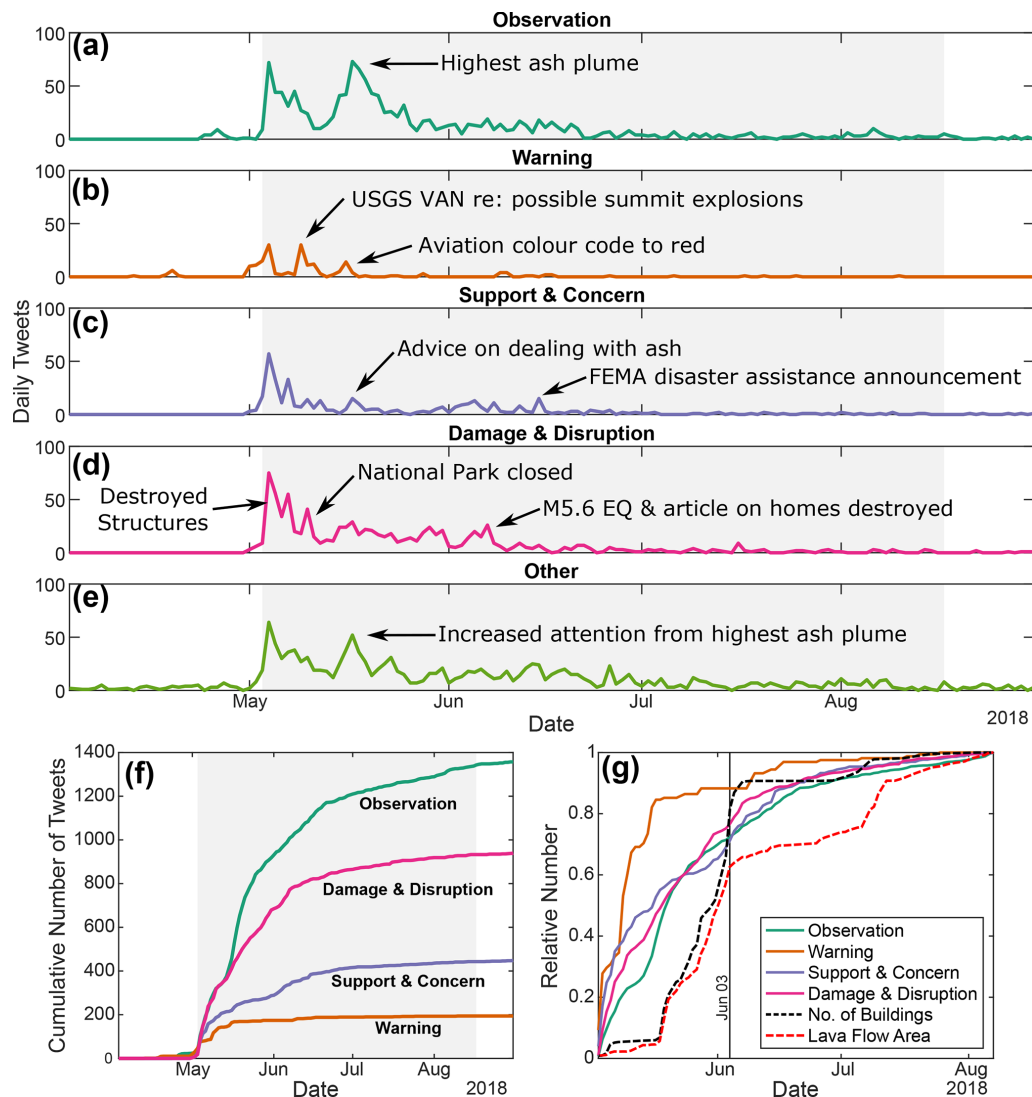 Observation
(a)
100
50
0
Highest ash plume
Warning
(b)
100
50
0
USGS VAN re: possible summit explosions
Aviation colour code to red
Support & Concern
(c)
100
50
0
Advice on dealing with ash
FEMA disaster assistance announcement
Daily Tweets
Damage & Disruption
(d)
100
50
0
Destroyed
Structures
National Park closed
M5.6 EQ & article on homes destroyed
Other
(e)
100
50
0
Increased attention from highest ash plume
May
Jun
Jul
Aug
Date
2018
(f)
Cumulative Number of Tweets
1400
1200
1000
800
600
400
200
0
Observation
Damage & Disruption
Support & Concern
Warning
May
Jun
Jul
Aug
Date
2018
(g)
Relative Number
1
0.8
0.6
0.4
0.2
0
Jun 03
Observation
Warning
Support & Concern
Damage & Disruption
No. of Buildings
Lava Flow Area
Jun
Jul
Aug
Date
2018